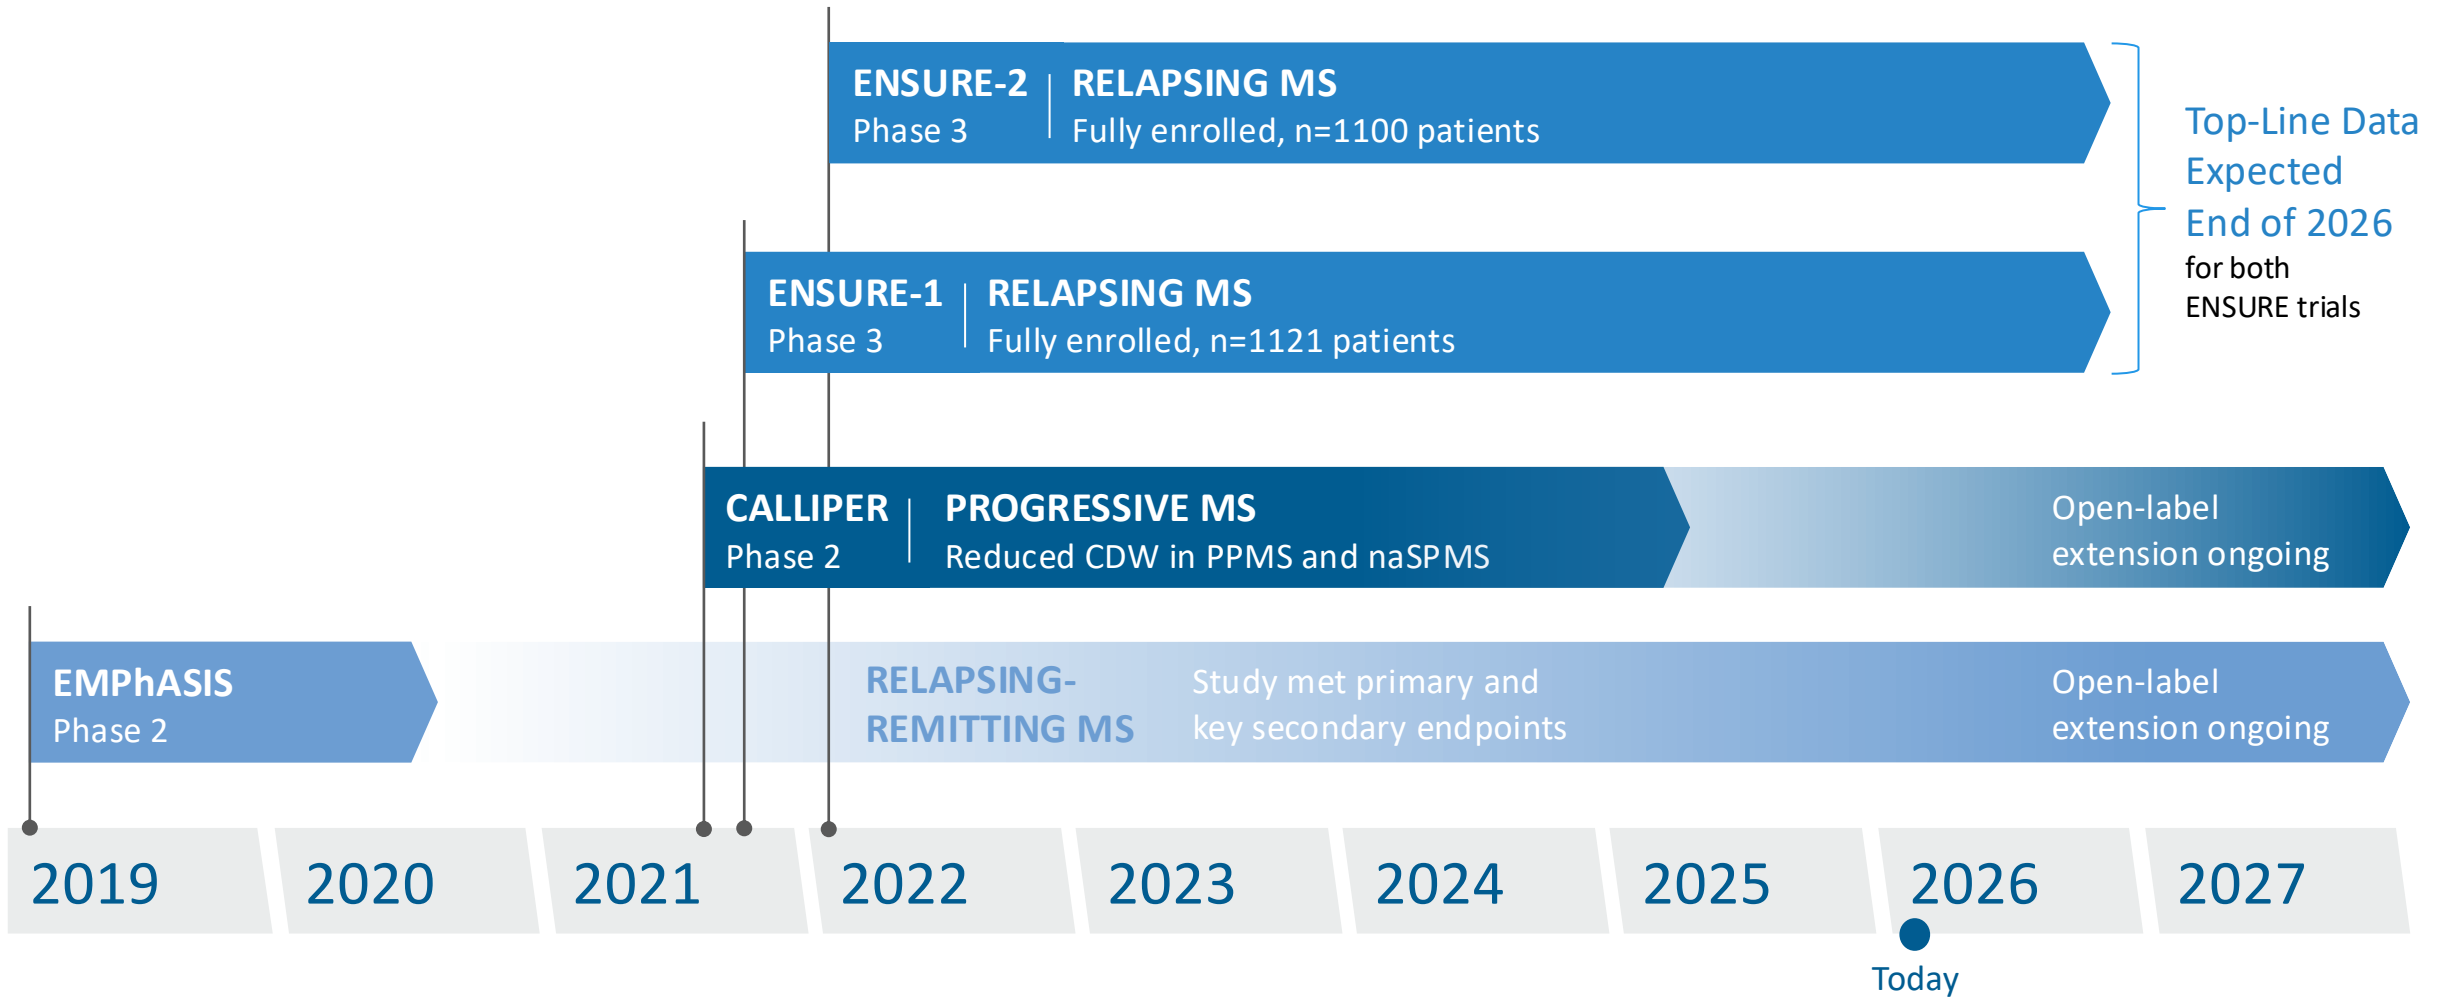 ENSURE-2
Phase 3
RELAPSING MS
Fully enrolled, n=1100 patients
Top-Line Data
Expected
End of 2026
for both
ENSURE trials
ENSURE-1
Phase 3
RELAPSING MS
Fully enrolled, n=1121 patients
CALLIPER
Phase 2
PROGRESSIVE MS
Reduced CDW in PPMS and naSPMS
Open-label
extension ongoing
EMPhASIS
Phase 2
RELAPSING-
REMITTING MS
Study met primary and
key secondary endpoints
Open-label
extension ongoing
2019
2020
2021
2022
2023
2024
2025
2026
2027
Today